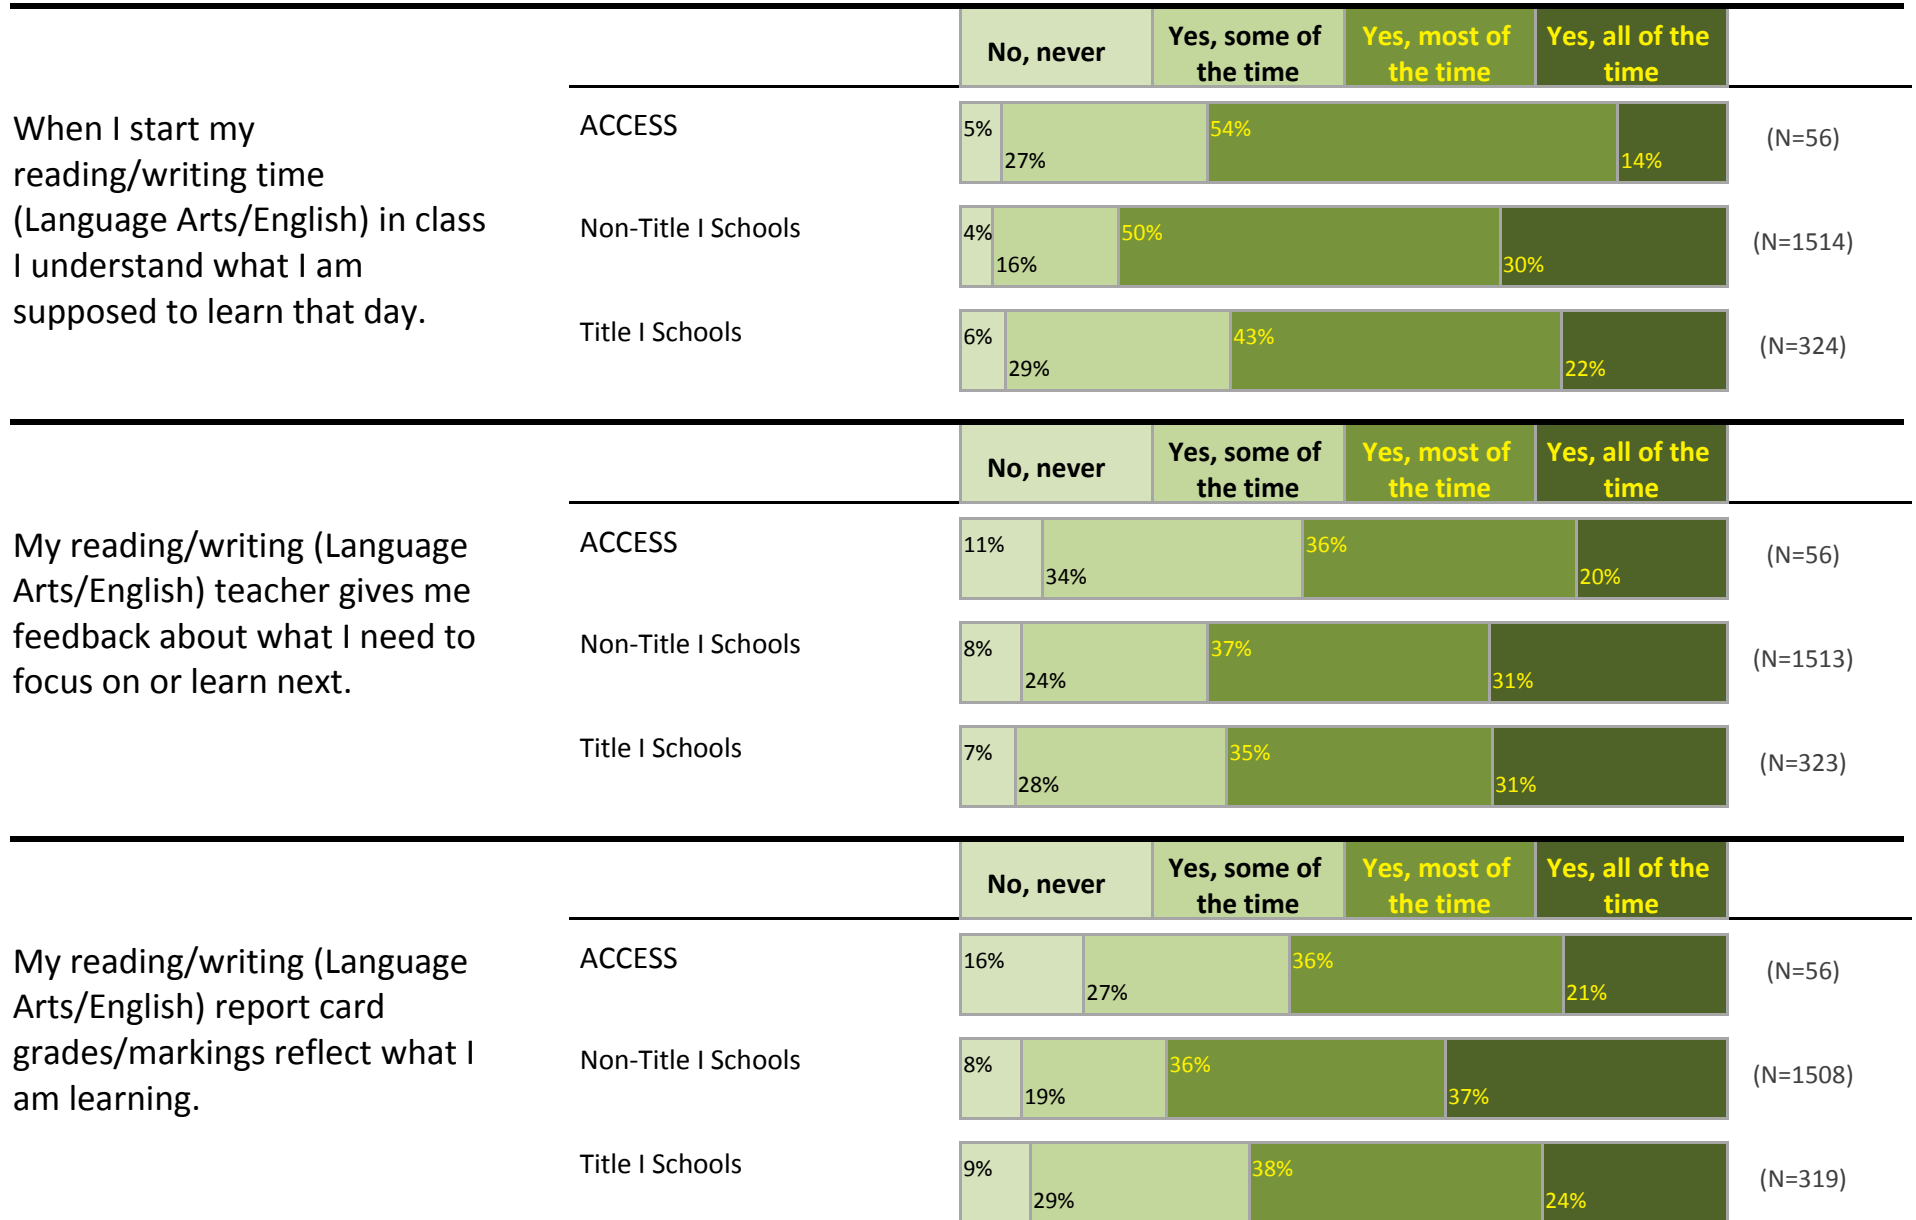 No, never
Yes, some of the time
Yes, most of the time
Yes, all of the time
When I start my
reading/writing time
(Language Arts/English) in class
I understand what I am
supposed to learn that day.
ACCESS
5%
27%
54%
14%
(N=56)
Non-Title I Schools
4%
16%
50%
30%
(N=1514)
Title I Schools
6%
29%
43%
22%
(N=324)
No, never
Yes, some of the time
Yes, most of the time
Yes, all of the time
My reading/writing (Language
Arts/English) teacher gives me
feedback about what I need to
focus on or learn next.
ACCESS
11%
34%
36%
20%
(N=56)
Non-Title I Schools
8%
24%
37%
31%
(N=1513)
Title I Schools
7%
28%
35%
31%
(N=323)
No, never
Yes, some of the time
Yes, most of the time
Yes, all of the time
My reading/writing (Language
Arts/English) report card
grades/markings reflect what I
am learning.
ACCESS
16%
27%
36%
21%
(N=56)
Non-Title I Schools
8%
19%
36%
37%
(N=1508)
Title I Schools
9%
29%
38%
24%
(N=319)